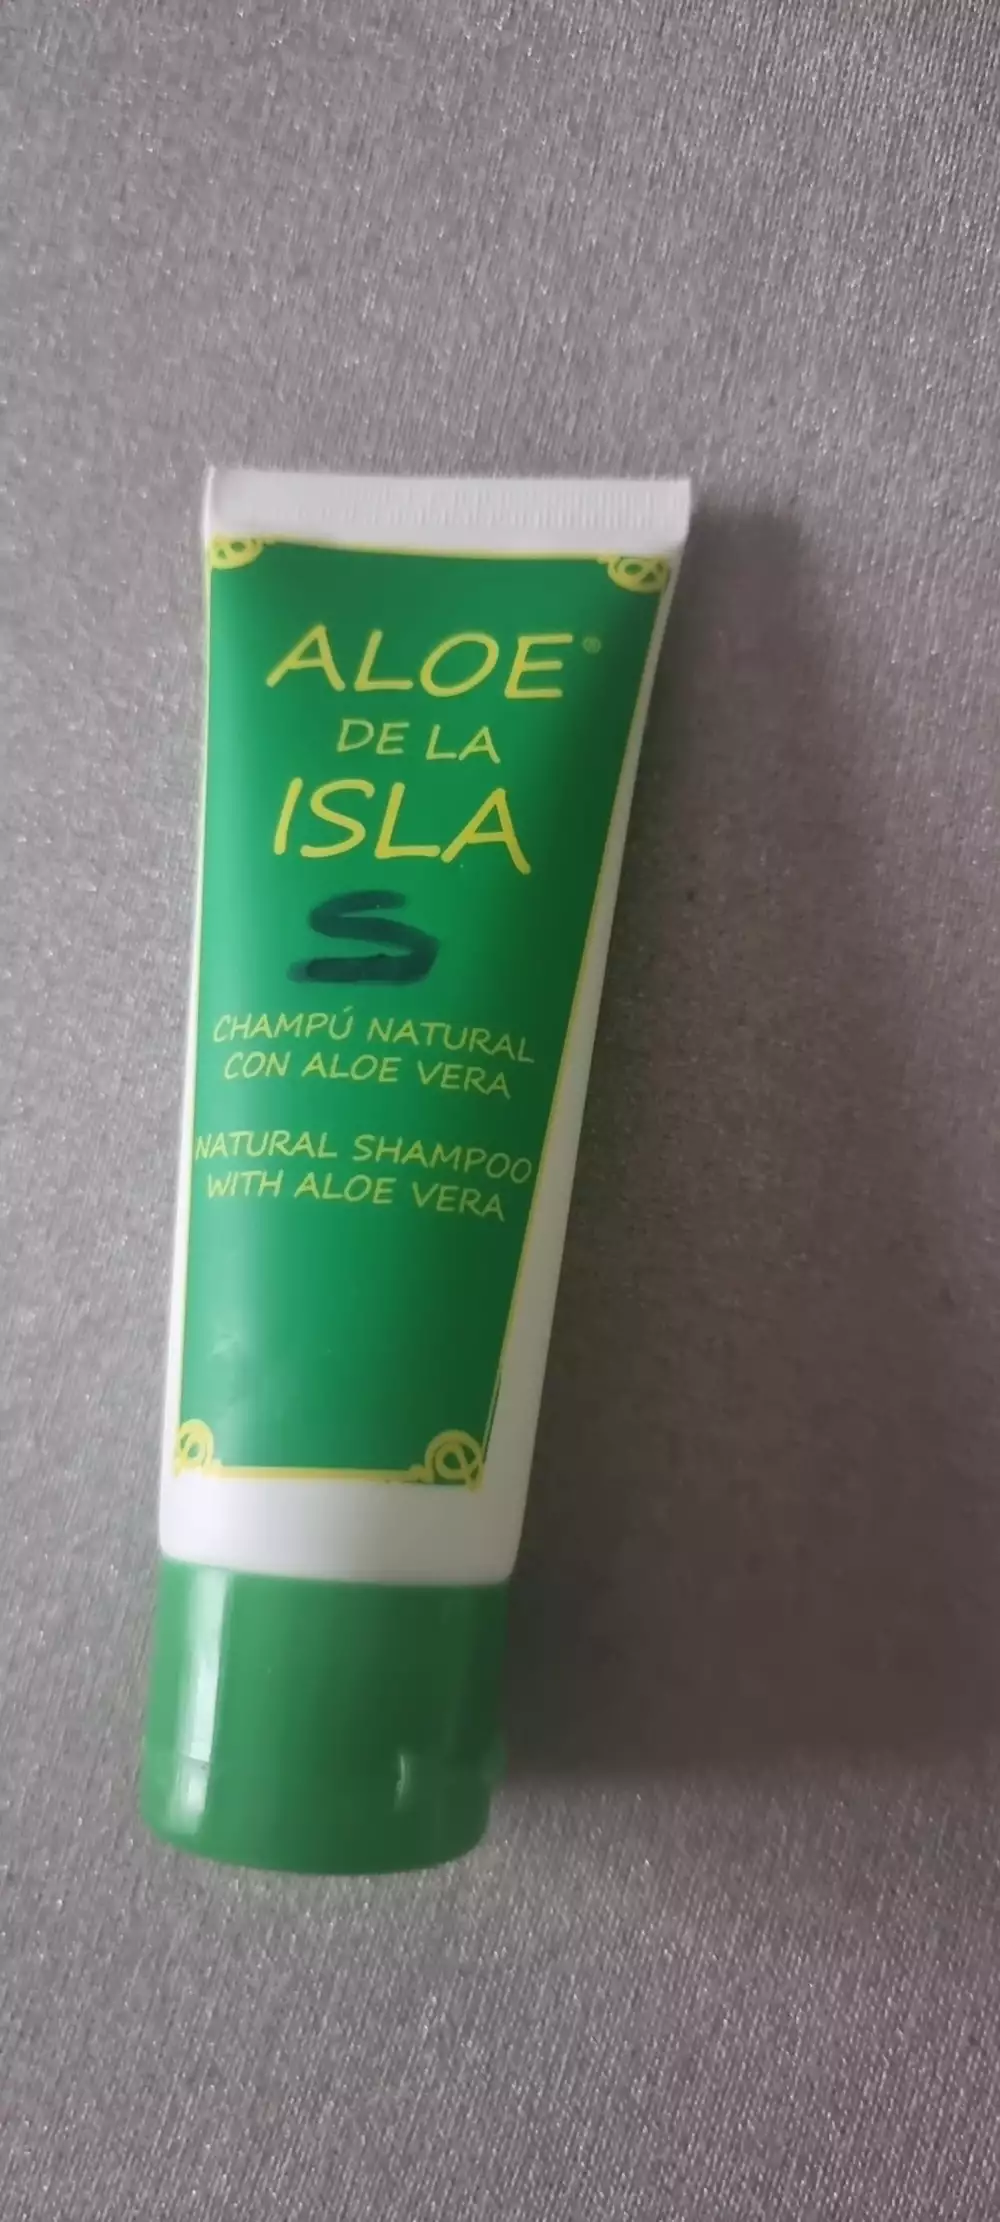 ALOE®
DE LA
ISLA
S
CHAMPÚ NATURAL
CON ALOE VERA
NATURAL SHAMPOO
WITH ALOE VERA